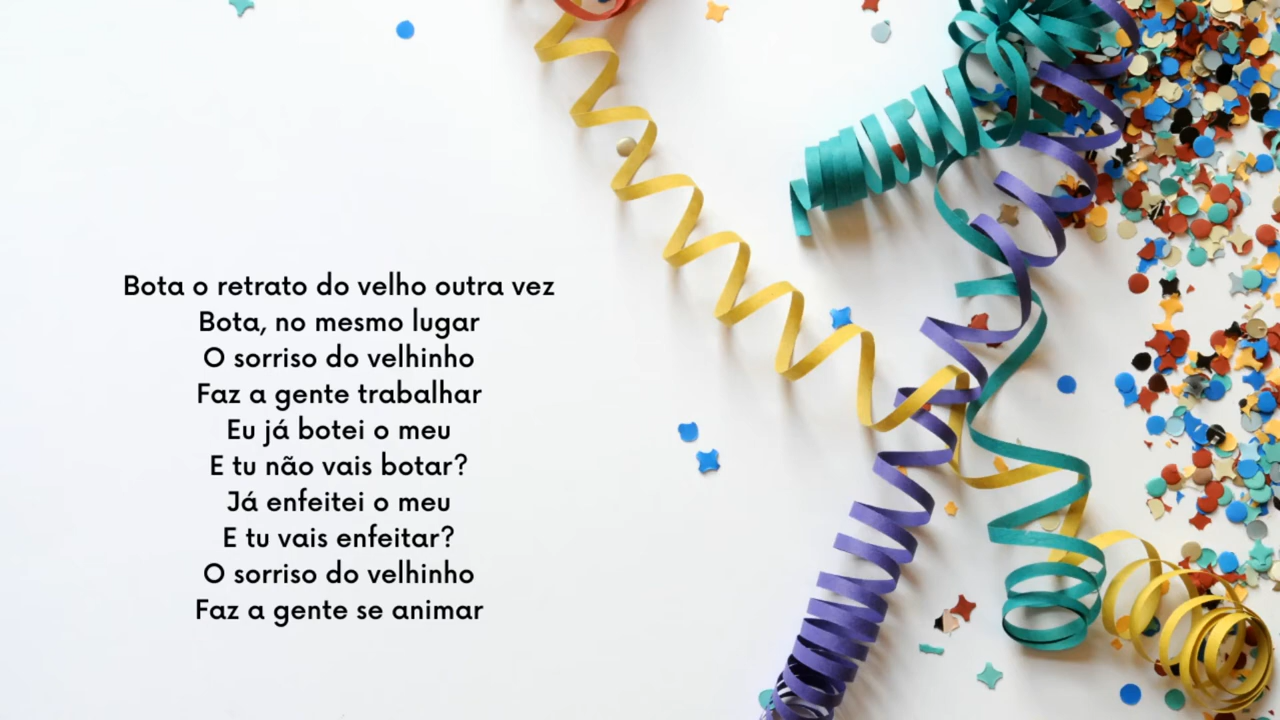 Bota o retrato do velho outra vez
Bota, no mesmo lugar
O sorriso do velhinho
Faz a gente trabalhar
Eu já botei o meu
E tu não vais botar?
Já enfeitei o meu
E tu vais enfeitar?
O sorriso do velhinho
Faz a gente se animar